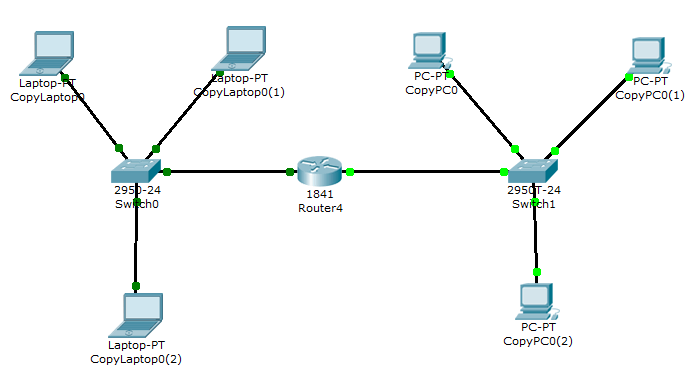 Laptop-PT
CopyLaptop0
Laptop-PT
CopyLaptop0(1)
PC-PT
CopyPC0
PC-PT
CopyPC0(1)
2950-24
Switch0
1841
Router4
2950T-24
Switch1
Laptop-PT
CopyLaptop0(2)
PC-PT
CopyPC0(2)